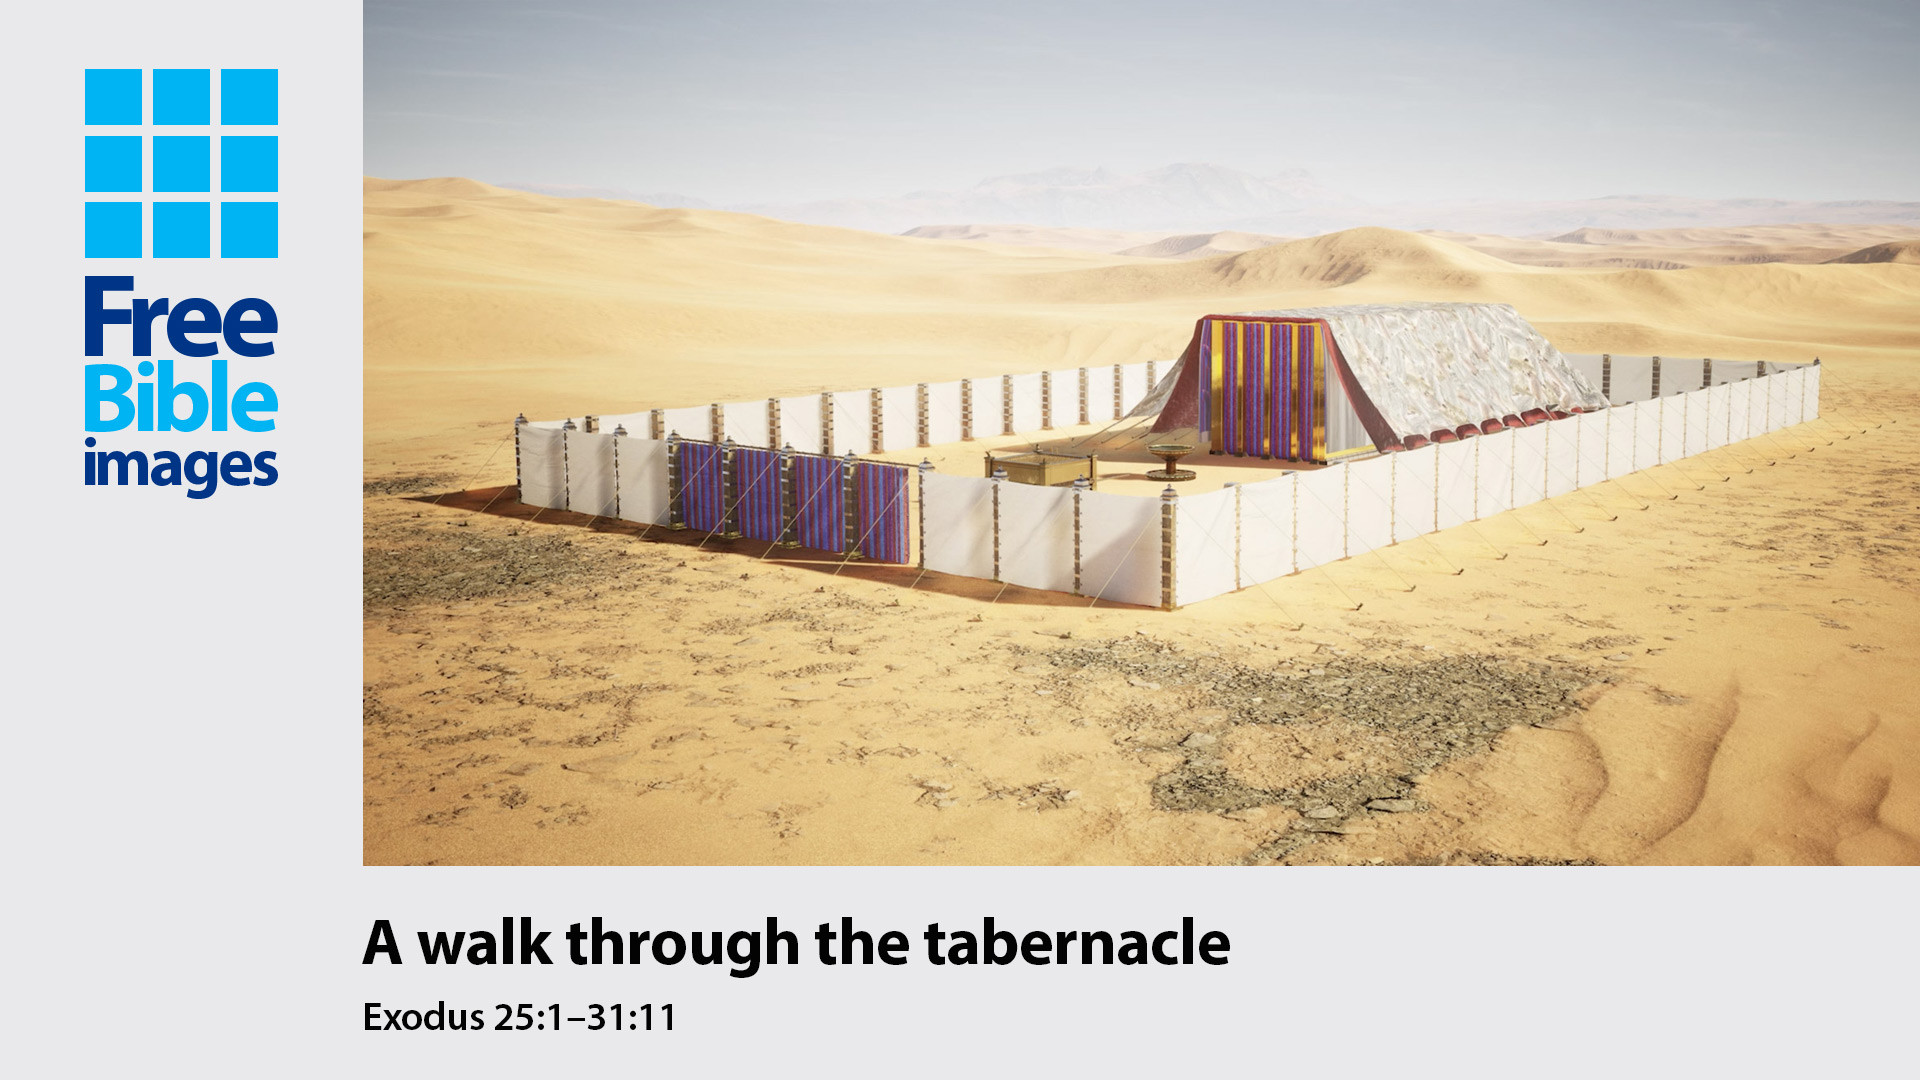 Free
Bible
images
A walk through the tabernacle
Exodus 25:1–31:11